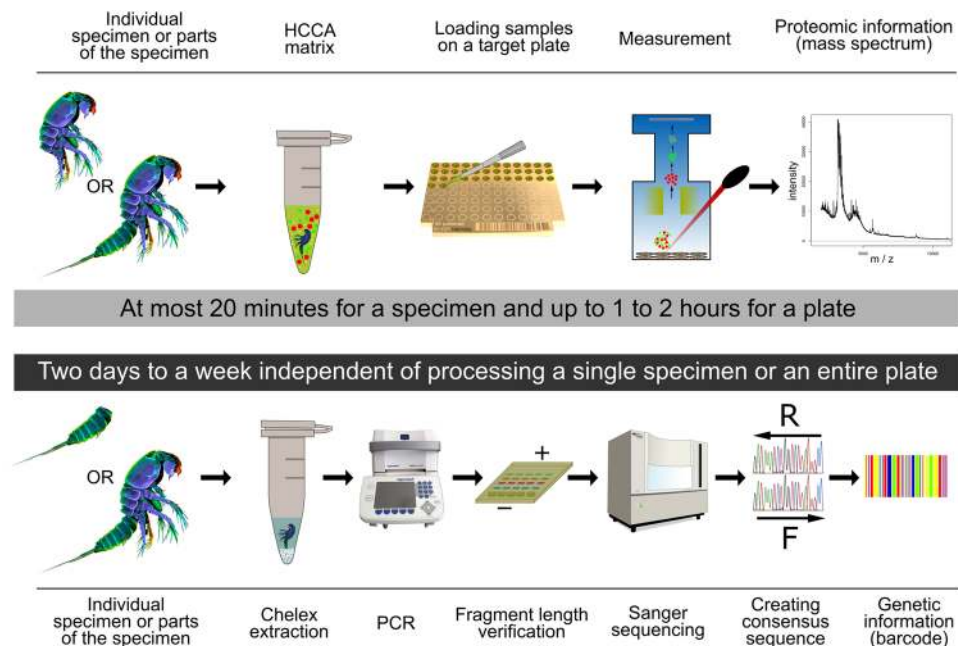 Individual
specimen or parts
of the specimen
HCCA
matrix
Loading samples
on a target plate
Measurement
Proteomic information
(mass spectrum)
OR
intensity
m / z
At most 20 minutes for a specimen and up to 1 to 2 hours for a plate
Two days to a week independent of processing a single specimen or an entire plate
OR
+
−
R
F
Individual
specimen or parts
of the specimen
Chelex
extraction
PCR
Fragment length
verification
Sanger
sequencing
Creating
consensus
sequence
Genetic
information
(barcode)